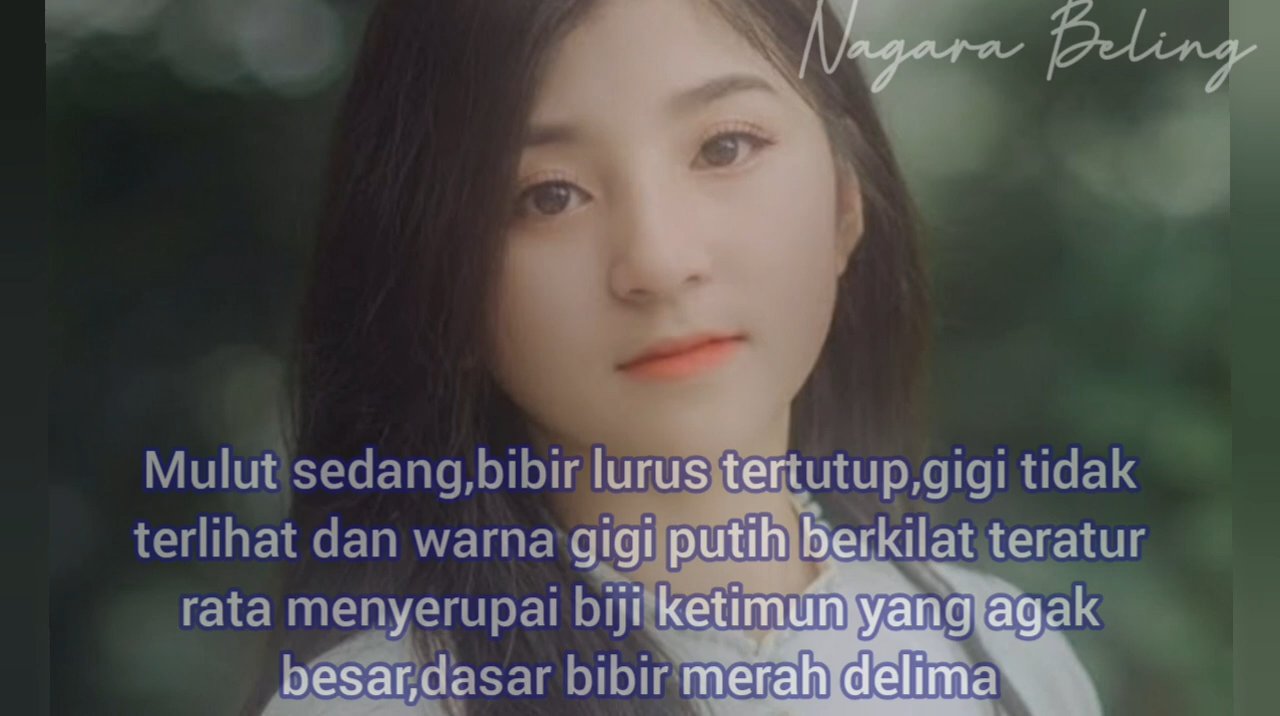 Nagara Beling
Mulut sedang,bibir lurus tertutup,gigi tidak
terlihat dan warna gigi putih berkilat teratur
rata menyerupai biji ketimun yang agak
besar,dasar bibir merah delima